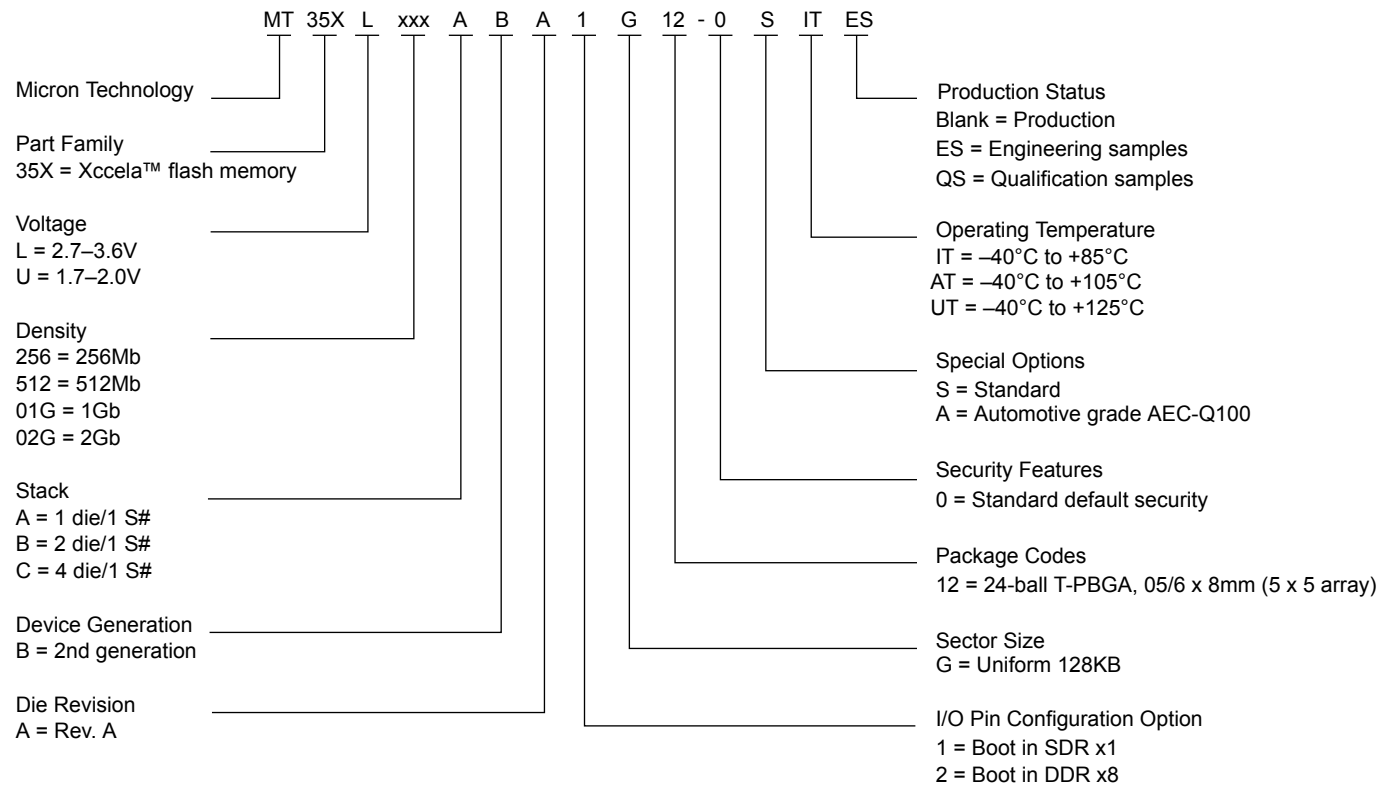 MT 35X L xxx A B A 1 G 12 - 0 S IT ES
Micron Technology
Part Family
35X = Xccela™ flash memory
Voltage
L = 2.7–3.6V
U = 1.7–2.0V
Density
256 = 256Mb
512 = 512Mb
01G = 1Gb
02G = 2Gb
Stack
A = 1 die/1 S#
B = 2 die/1 S#
C = 4 die/1 S#
Device Generation
B = 2nd generation
Die Revision
A = Rev. A
Production Status
Blank = Production
ES = Engineering samples
QS = Qualification samples
Operating Temperature
IT = –40°C to +85°C
AT = –40°C to +105°C
UT = –40°C to +125°C
Special Options
S = Standard
A = Automotive grade AEC-Q100
Security Features
0 = Standard default security
Package Codes
12 = 24-ball T-PBGA, 05/6 x 8mm (5 x 5 array)
Sector Size
G = Uniform 128KB
I/O Pin Configuration Option
1 = Boot in SDR x1
2 = Boot in DDR x8